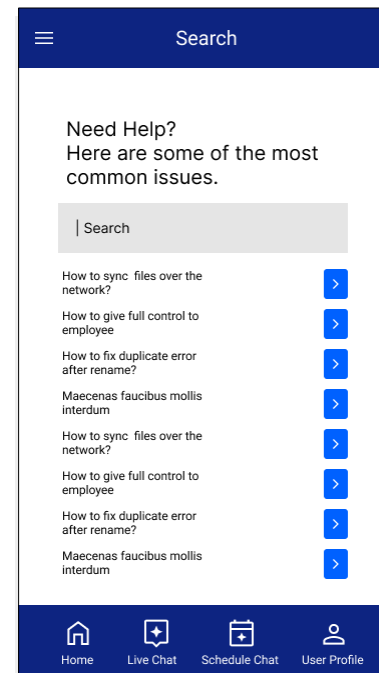 Search
Need Help?
Here are some of the most
common issues.
Search
How to sync files over the
network?
How to give full control to
employee
How to fix duplicate error
after rename?
Maecenas faucibus mollis
interdum
How to sync files over the
network?
How to give full control to
employee
How to fix duplicate error
after rename?
Maecenas faucibus mollis
interdum
Home Live Chat Schedule Chat User Profile